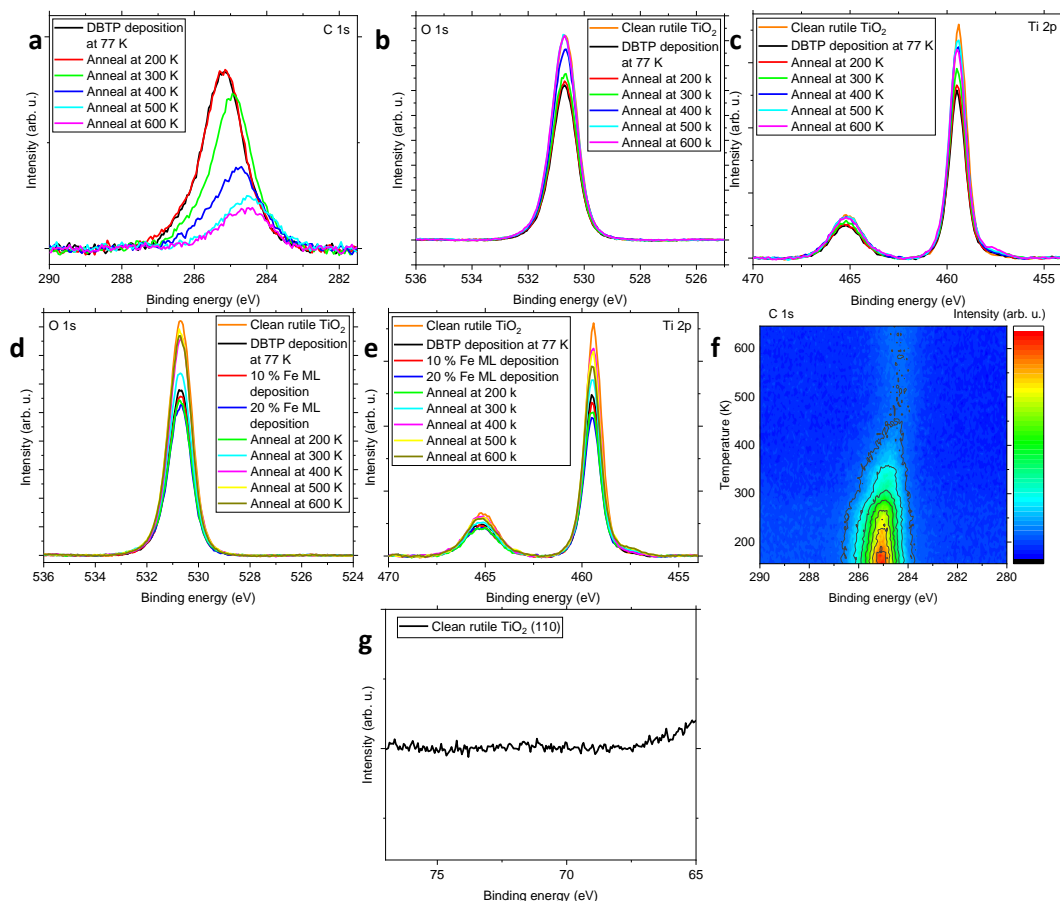 a
DBTP deposition
at 77 K
Anneal at 200 K
Anneal at 300 K
Anneal at 400 K
Anneal at 500 K
Anneal at 600 K
C 1s
Intensity (arb. u.)
290
288
286
284
282
Binding energy (eV)
b
O 1s
Clean rutile TiO2
DBTP deposition
at 77 K
Anneal at 200 k
Anneal at 300 k
Anneal at 400 k
Anneal at 500 k
Anneal at 600 k
Intensity (arb. u.)
536
534
532
530
528
526
Binding energy (eV)
c
Ti 2p
Clean rutile TiO2
DBTP deposition at 77 K
Anneal at 200 K
Anneal at 300 K
Anneal at 400 K
Anneal at 500 K
Anneal at 600 K
Intensity (arb. u.)
470
465
460
455
Binding energy (eV)
d
O 1s
Clean rutile TiO2
DBTP deposition
at 77 K
10 % Fe ML
deposition
20 % Fe ML
deposition
Anneal at 200 K
Anneal at 300 K
Anneal at 400 K
Anneal at 500 K
Anneal at 600 K
Intensity (arb. u.)
536
534
532
530
528
526
524
Binding energy (eV)
e
Ti 2p
Clean rutile TiO2
DBTP deposition at 77 K
10 % Fe ML deposition
20 % Fe ML deposition
Anneal at 200 k
Anneal at 300 k
Anneal at 400 k
Anneal at 500 k
Anneal at 600 k
Intensity (arb. u.)
470
465
460
455
Binding energy (eV)
C 1s
Intensity (arb. u.)
f
Temperature (K)
600
500
400
300
200
290
288
286
284
282
280
Binding energy (eV)
g
Clean rutile TiO2 (110)
Intensity (arb. u.)
75
70
65
Binding energy (eV)